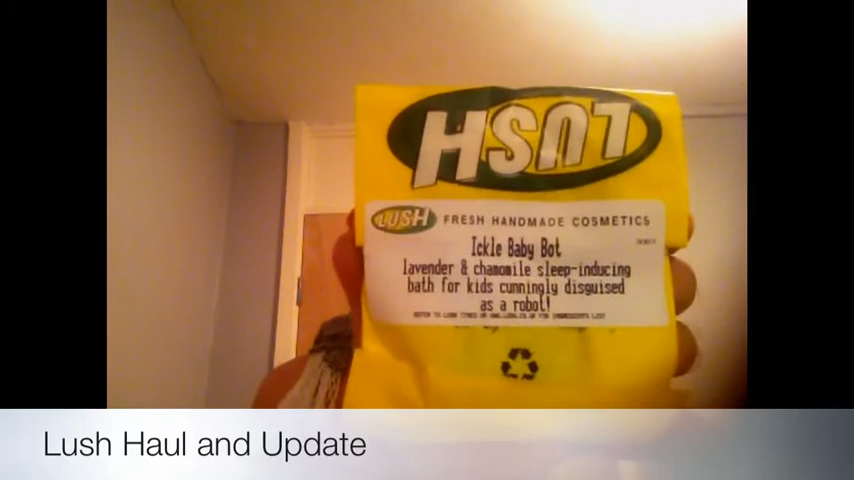 LUSH
LUSH FRESH HANDMADE COSMETICS
Ickle Baby Bot
lavender & chamomile sleep-inducing
bath for kids cunningly disguised
as a robot!
Lush Haul and Update